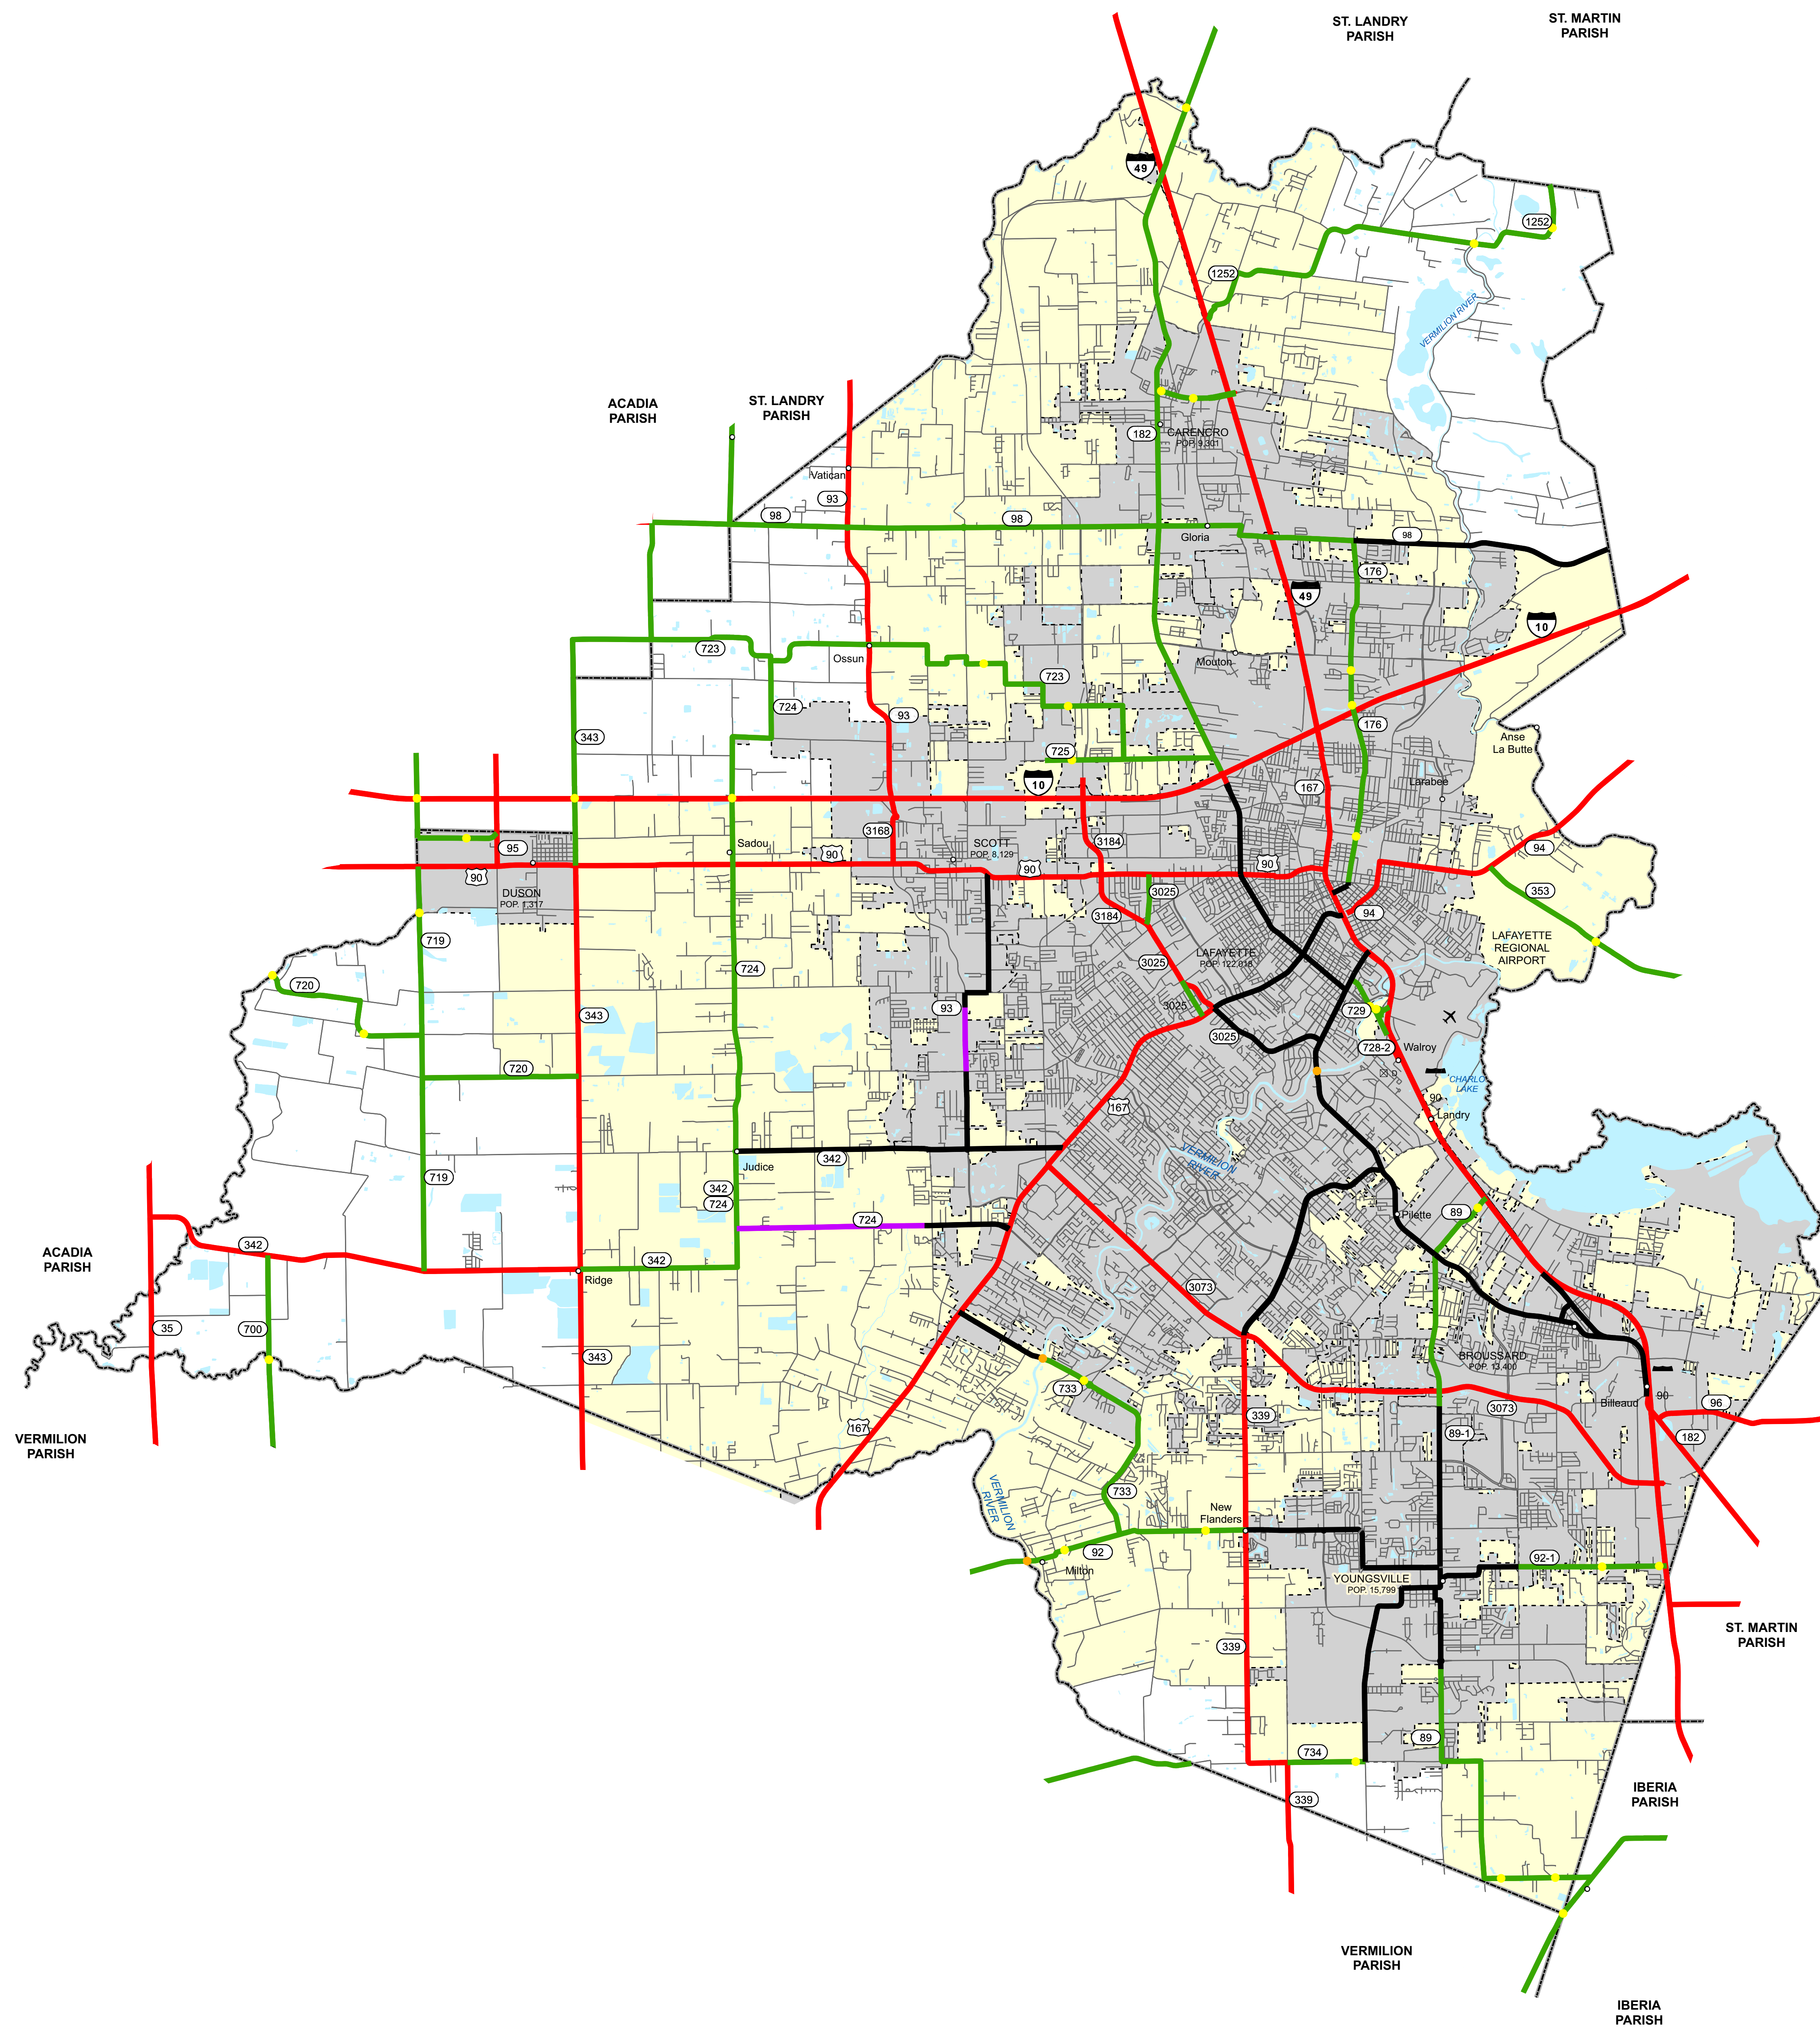 ST. LANDRY
PARISH
ST. MARTIN
PARISH
49
1252
1252
VERMILION RIVER
ACADIA
PARISH
ST. LANDRY
PARISH
182
CARENCRO
POP. 9,301
Vatican
93
98
98
Gloria
98
176
49
10
723
Ossun
Mouton
723
724
93
176
343
725
Anse
La Butte
10
167
Larabee
3168
95
Sadou
90
SCOTT
POP. 8,129
3184
90
94
90
90
DUSON
POP. 1,317
3025
353
3184
94
719
LAFAYETTE
POP. 122,018
LAFAYETTE
REGIONAL
AIRPORT
3025
724
720
93
3025
729
343
3025
728-2
Walroy
720
CHARLO
LAKE
90
167
Landry
VERMILION
RIVER
342
Judice
719
342
724
Pilette
89
724
ACADIA
PARISH
342
342
Ridge
3073
35
700
343
BROUSSARD
POP. 13,400
733
90
Billeaud
339
3073
96
167
89-1
182
VERMILION
PARISH
733
VERMILION
RIVER
New
Flanders
92
92-1
Milton
YOUNGSVILLE
POP. 15,799
339
ST. MARTIN
PARISH
734
89
339
IBERIA
PARISH
VERMILION
PARISH
IBERIA
PARISH